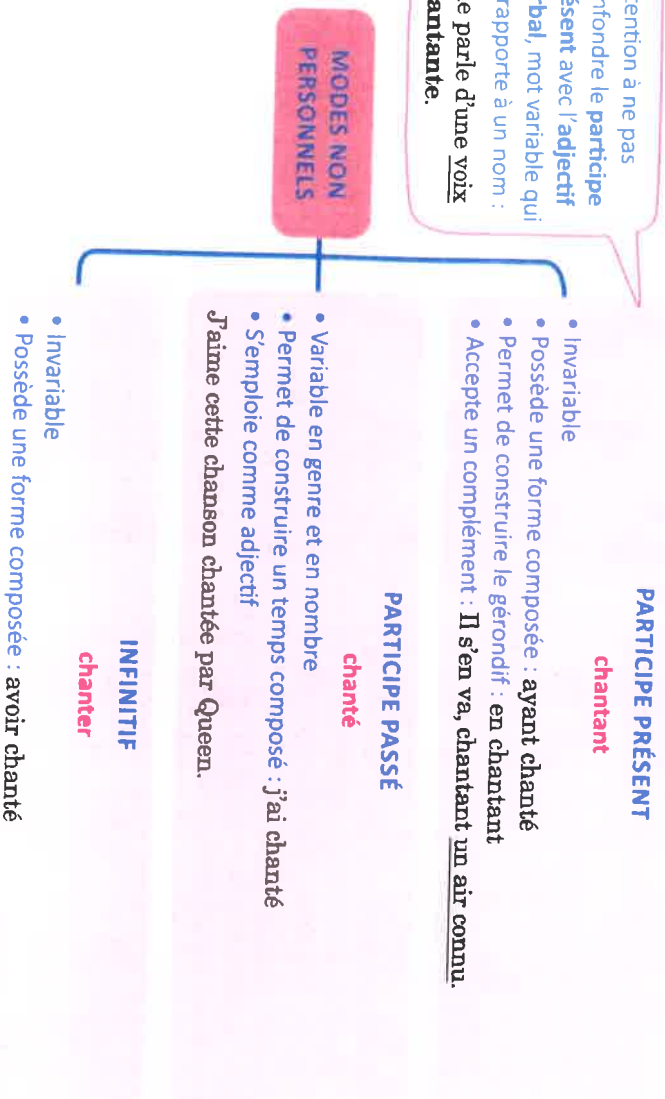 tention à ne pas
nfondre le participe
ésent avec l'adjectif
rbal, mot variable qui
rapporte à un nom :
e parle d'une voix
antante.
MODES NON
PERSONNELS
PARTICIPE PRÉSENT
chantant
• Invariable
• Possède une forme composée : ayant chanté
• Permet de construire le gérondif : en chantant
• Accepte un complément : Il s'en va, chantant un air connu.
PARTICIPE PASSÉ
chanté
• Variable en genre et en nombre
• Permet de construire un temps composé : j'ai chanté
• S'emploie comme adjectif
J'aime cette chanson chantée par Queen.
INFINITIF
chanter
• Invariable
• Possède une forme composée : avoir chanté